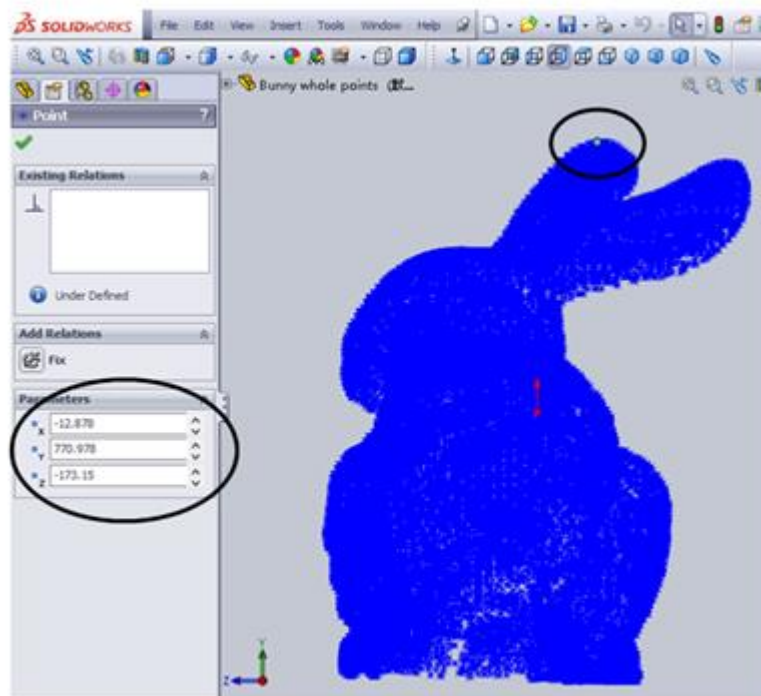 SOLIDWORKS File Edit View Insert Tools Window Help
Bunny whole points
Point ?
Existing Relations
Under Defined
Add Relations
Fix
Parameters
X -12.878
Y 770.978
Z -173.15
Y
Z